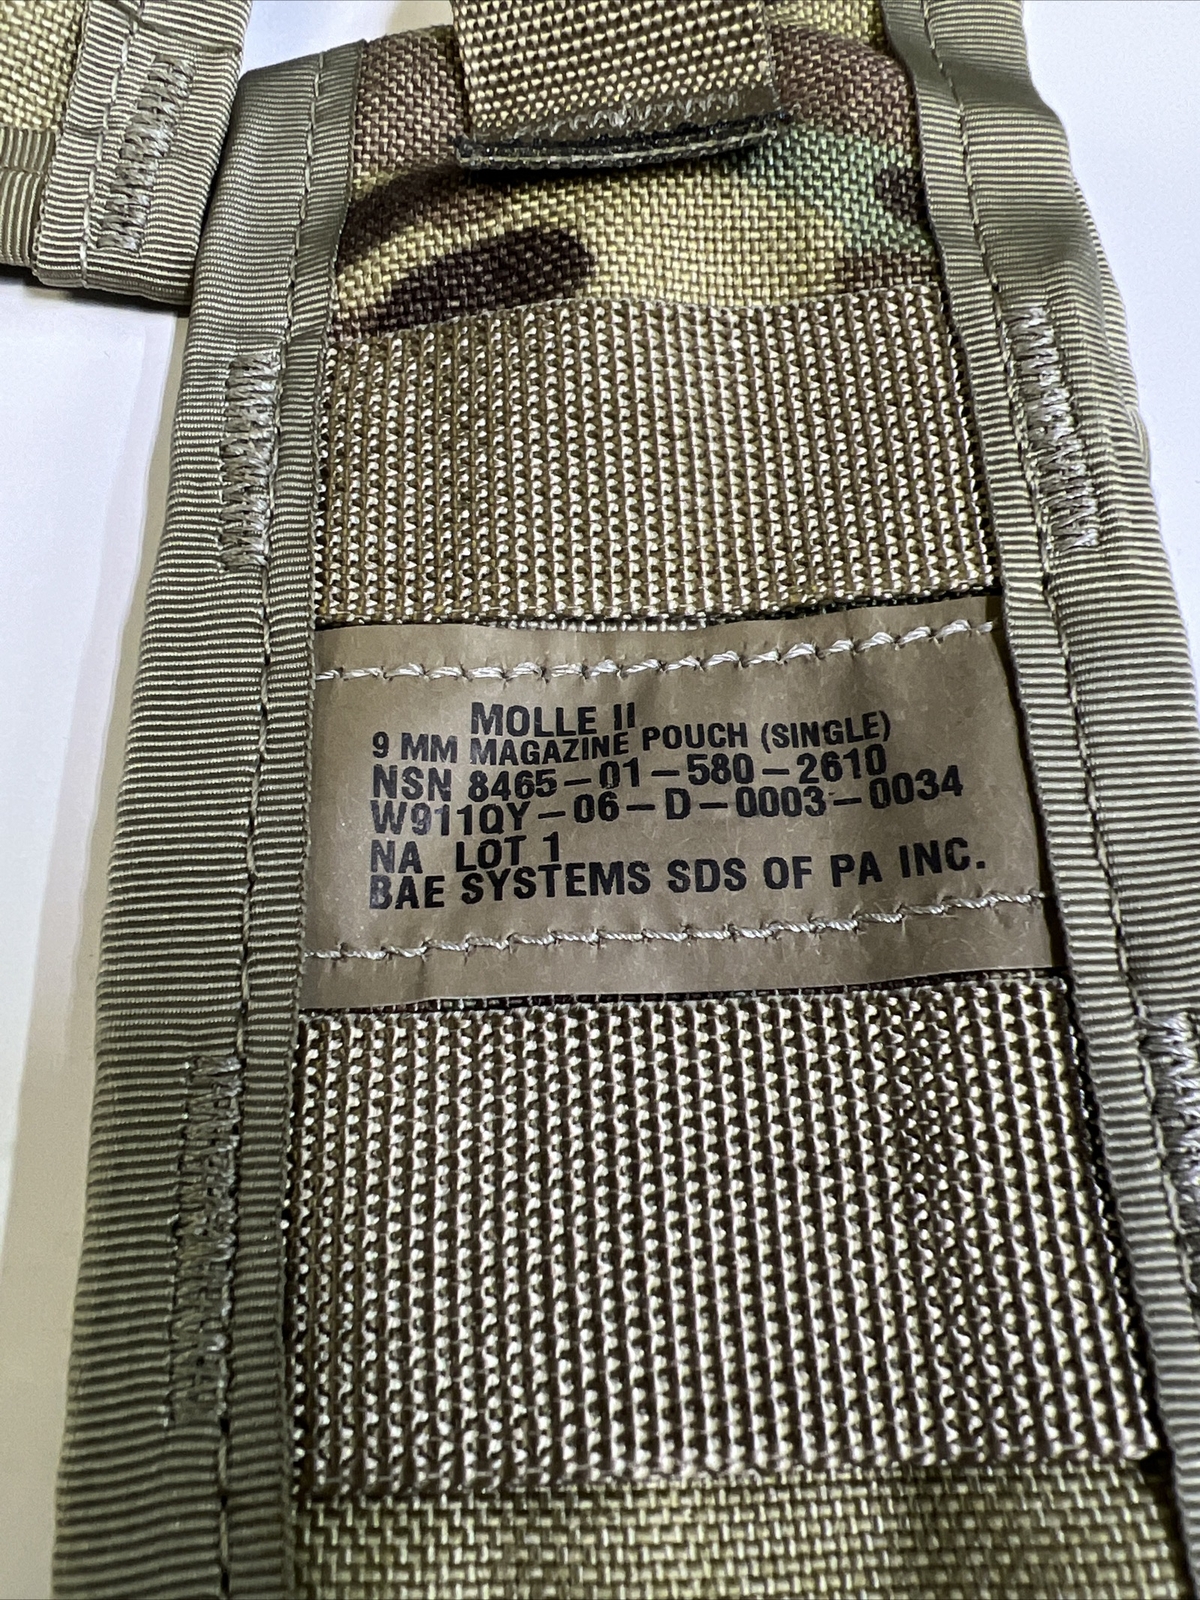 MOLLE II
9 MM MAGAZINE POUCH (SINGLE)
NSN 8465-01-580-2610
W911QY-06-D-0003-0034
NA LOT 1
BAE SYSTEMS SDS OF PA INC.